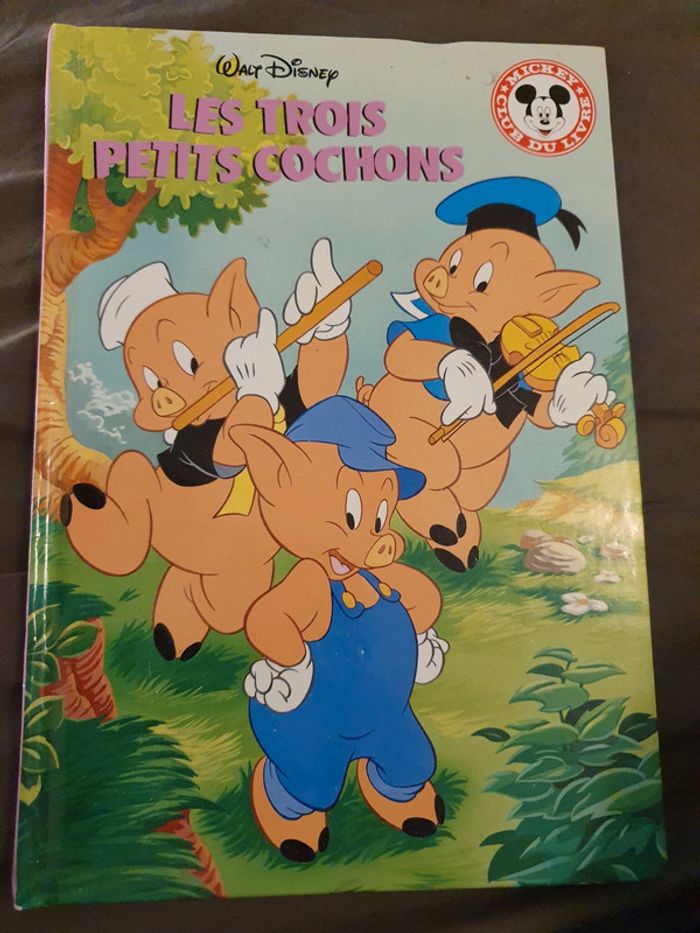 WALT DISNEY
LES TROIS
PETITS COCHONS
MICKEY
CLUB DU LIVRE